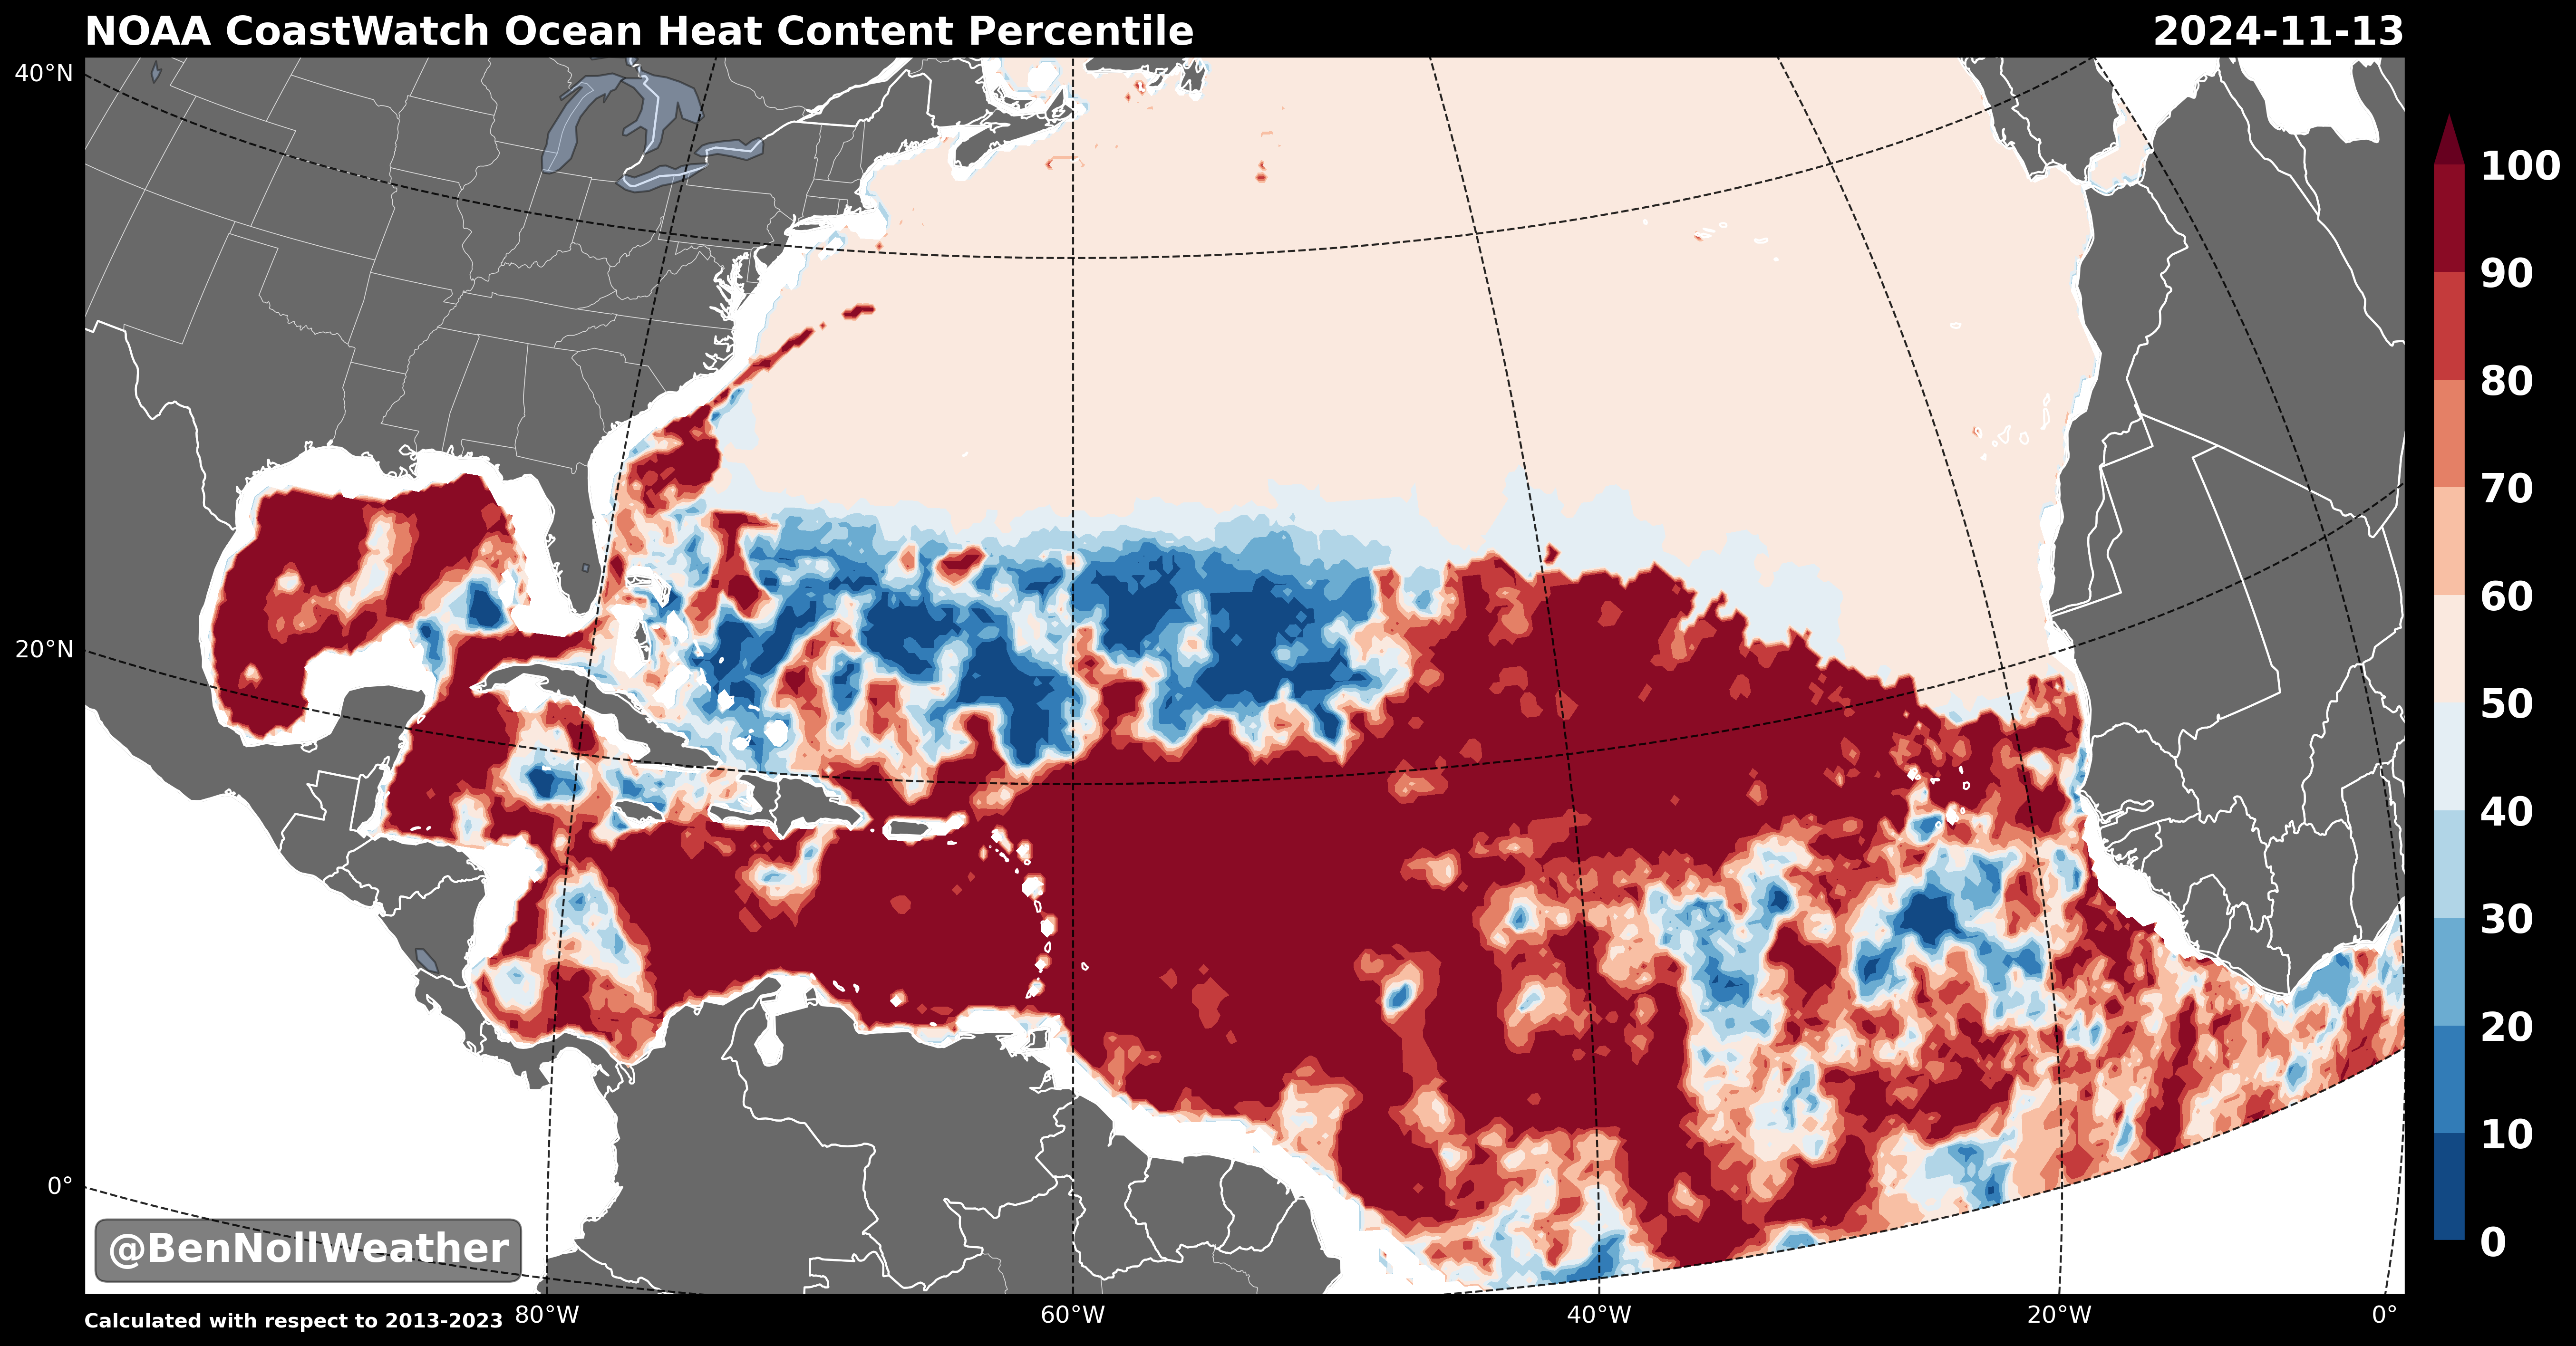 NOAA CoastWatch Ocean Heat Content Percentile 2024-11-13
40°N
20°N
0°
100
90
80
70
60
50
40
30
20
10
0
@BenNollWeather
Calculated with respect to 2013-2023
80°W 60°W 40°W 20°W 0°